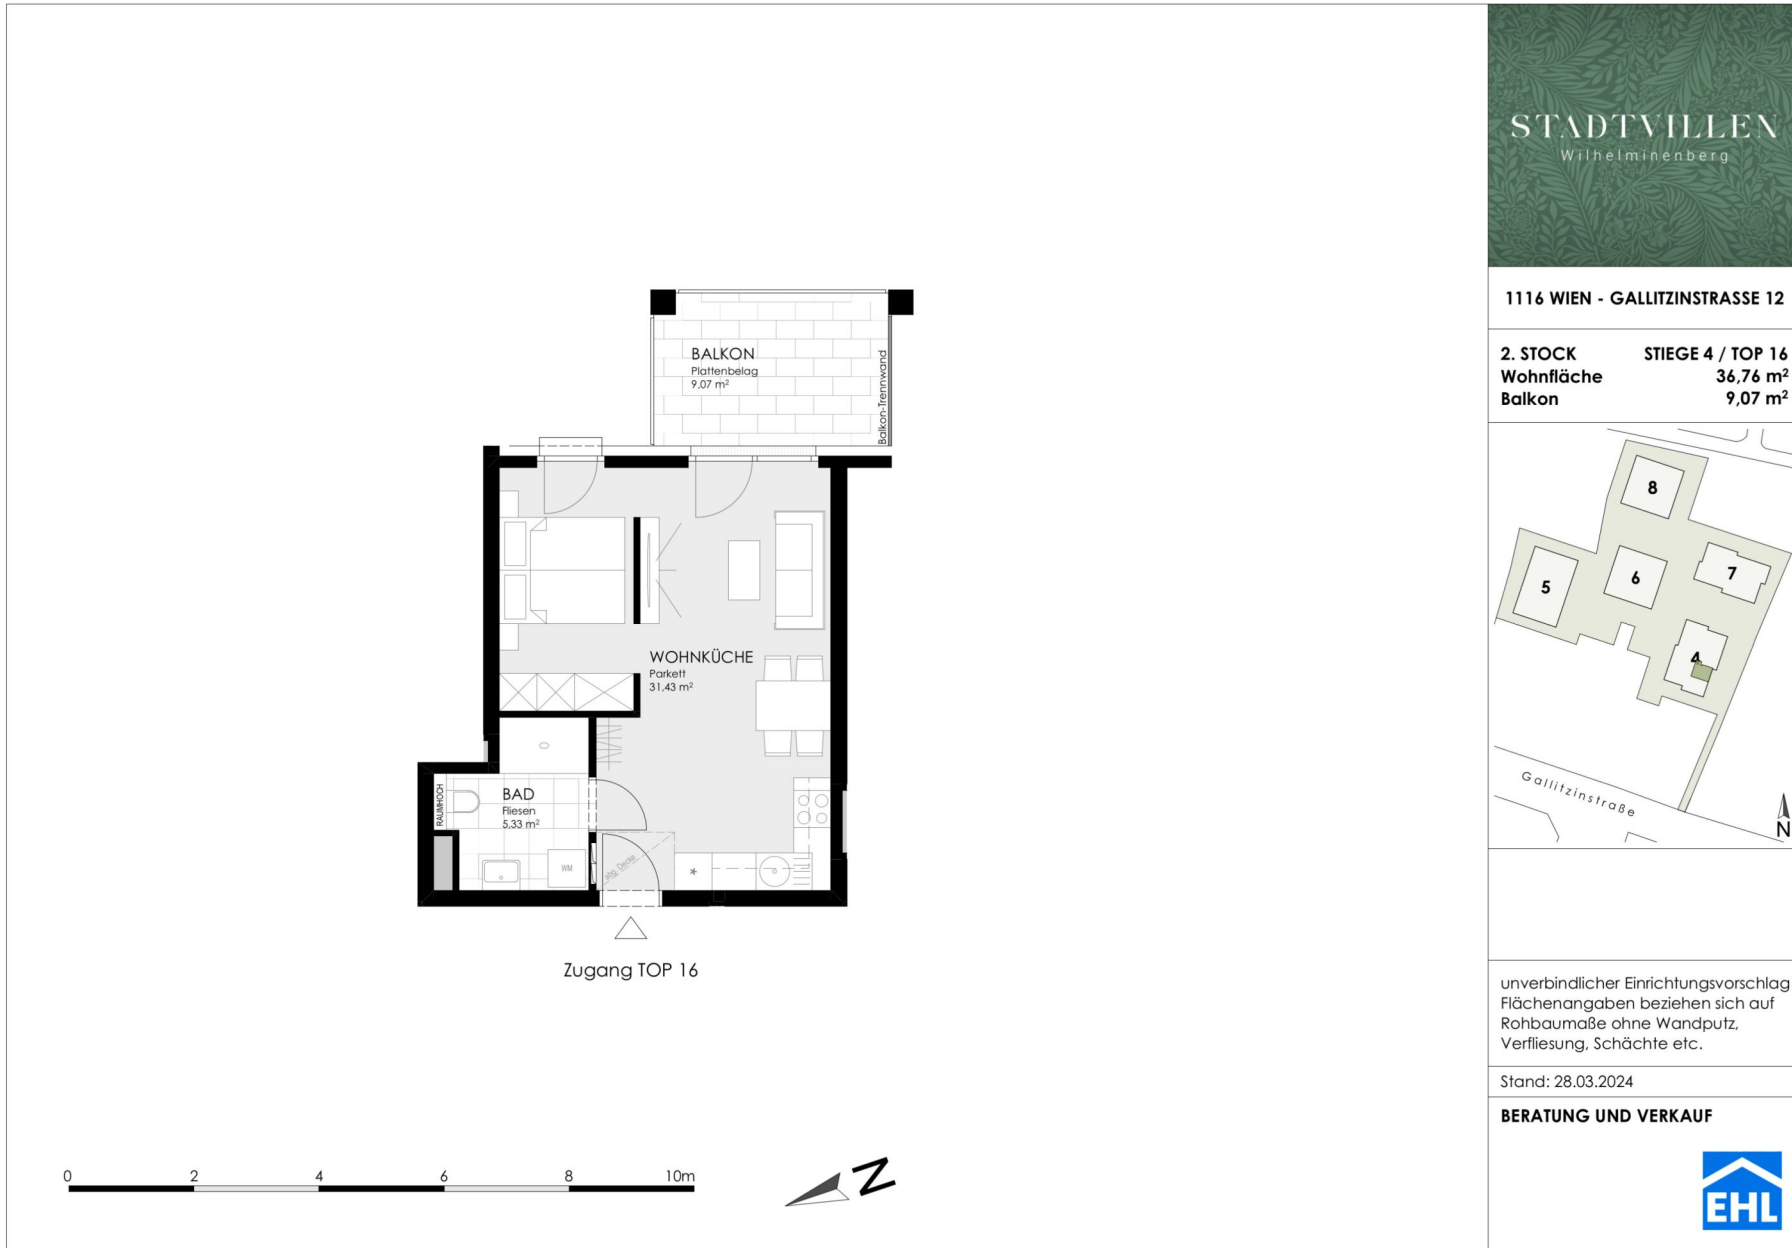 BALKON
Plattenbelag
9,07 m²
Balkon-Trennwand
WOHNKÜCHE
Parkett
31,43 m²
RAUMHOCH
BAD
Fliesen
5,33 m²
WM
abg. Decke
Zugang TOP 16
0 2 4 6 8 10m
N
STADTVILLEN
Wilhelminenberg
1116 WIEN - GALLITZINSTRASSE 12
2. STOCK STIEGE 4 / TOP 16
Wohnfläche 36,76 m²
Balkon 9,07 m²
8
5
6
7
4
Gallitzinstraße
N
unverbindlicher Einrichtungsvorschlag
Flächenangaben beziehen sich auf
Rohbaumaße ohne Wandputz,
Verfliesung, Schächte etc.
Stand: 28.03.2024
BERATUNG UND VERKAUF
EHL